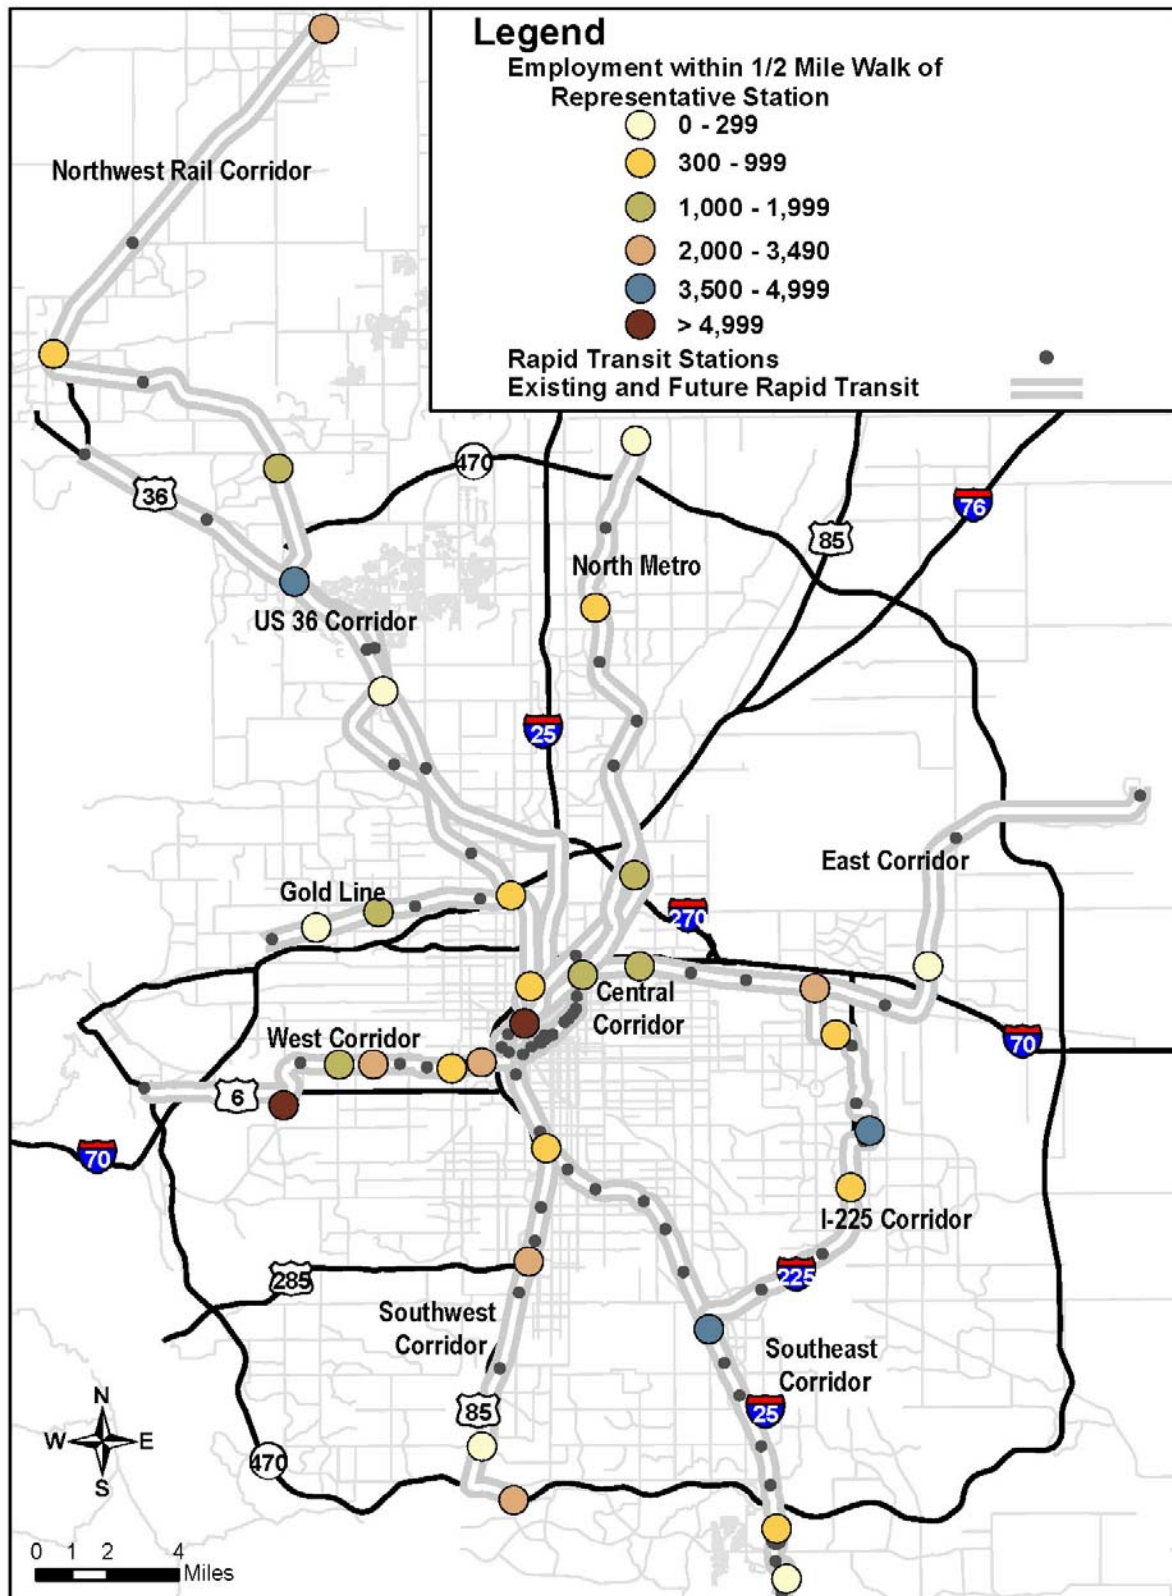 Legend
Employment within 1/2 Mile Walk of
Representative Station
0 - 299
300 - 999
1,000 - 1,999
2,000 - 3,490
3,500 - 4,999
> 4,999
Rapid Transit Stations
Existing and Future Rapid Transit
Northwest Rail Corridor
470
36
76
85
North Metro
US 36 Corridor
25
East Corridor
Gold Line
270
Central
Corridor
West Corridor
70
6
70
I-225 Corridor
285
225
Southwest
Corridor
Southeast
Corridor
85
25
N
W E
S
470
0 1 2 4
Miles